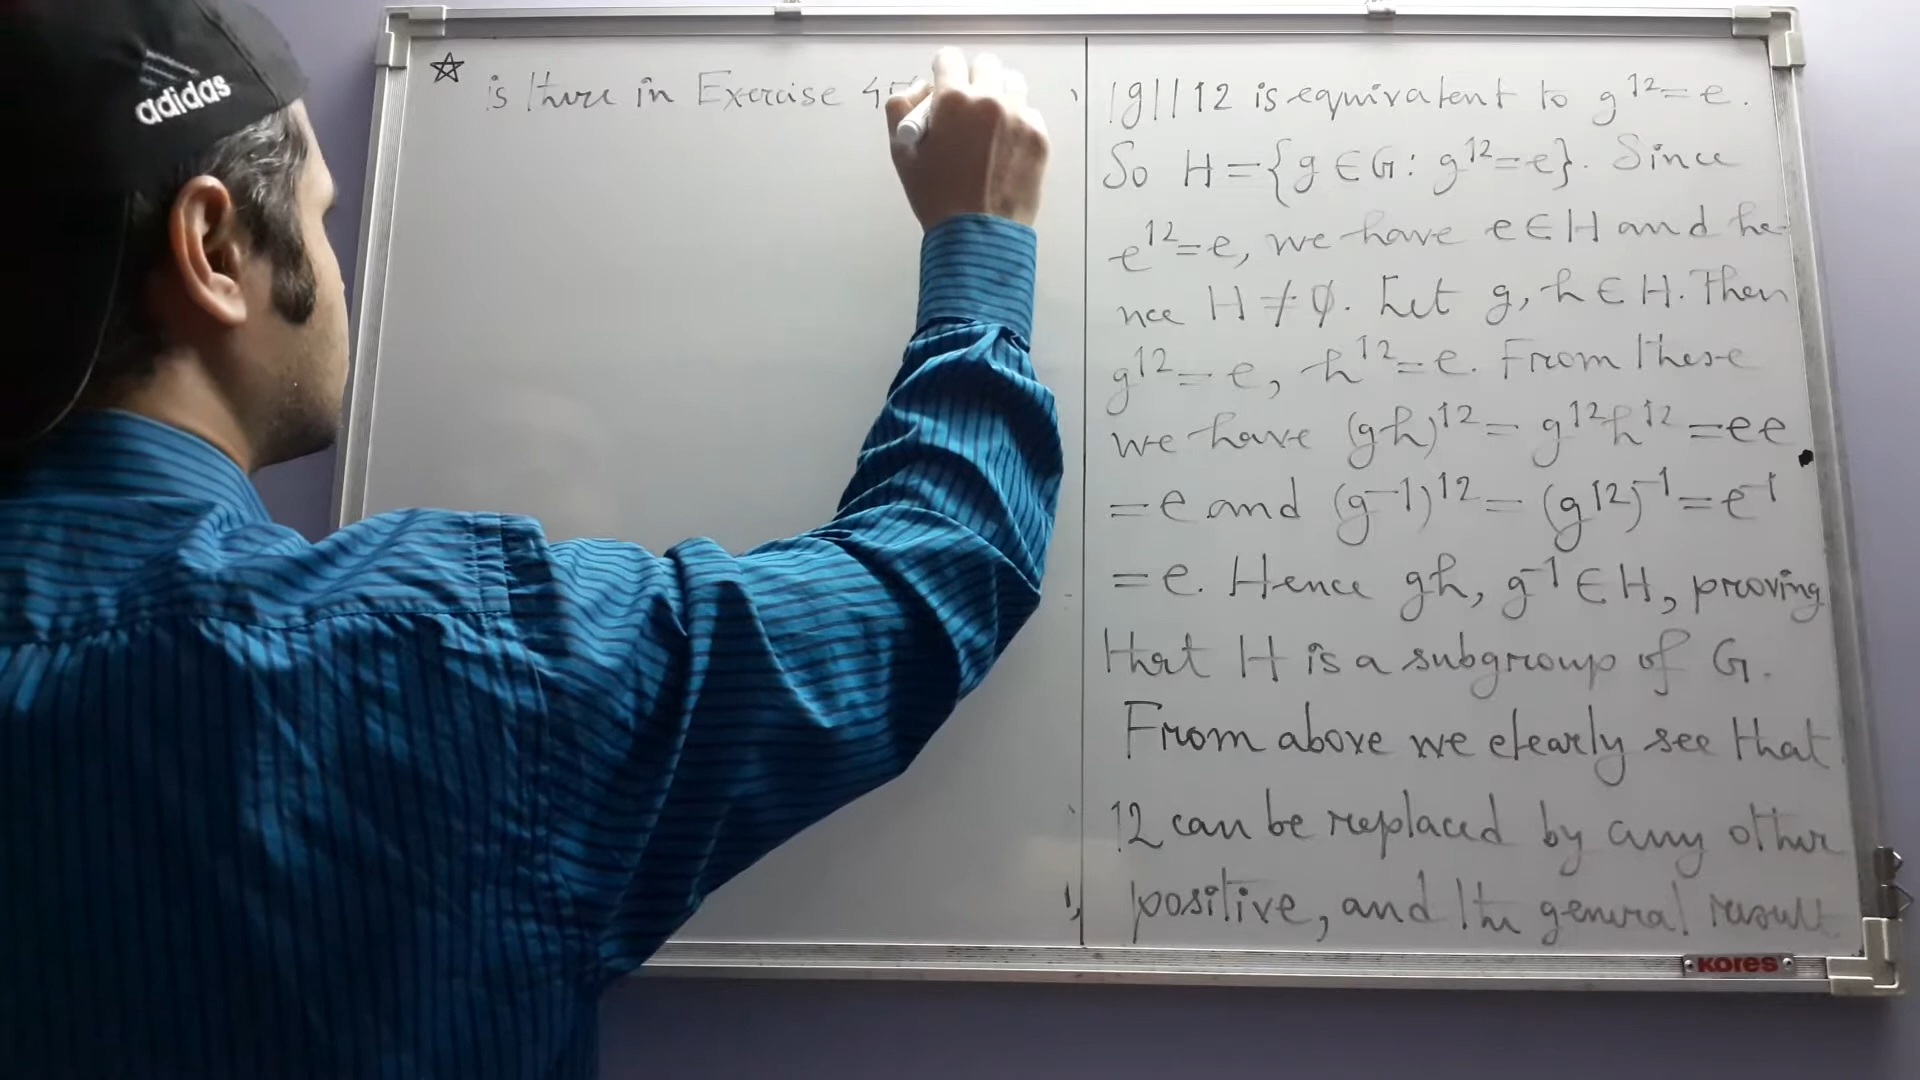 adidas
☆ is there in Exercise 45
|g||12 is equivalent to g¹²=e.
So H={g∈G: g¹²=e}. Since
e¹²=e, we have e∈H and he-
nce H≠∅. Let g, h∈H. Then
g¹²=e, h¹²=e. From these
we have (gh)¹²=g¹²h¹²=ee
=e and (g⁻¹)¹²=(g¹²)⁻¹=e⁻¹
=e. Hence gh, g⁻¹∈H, proving
that H is a subgroup of G.
From above we clearly see that
12 can be replaced by any other
positive, and the general result
KORES